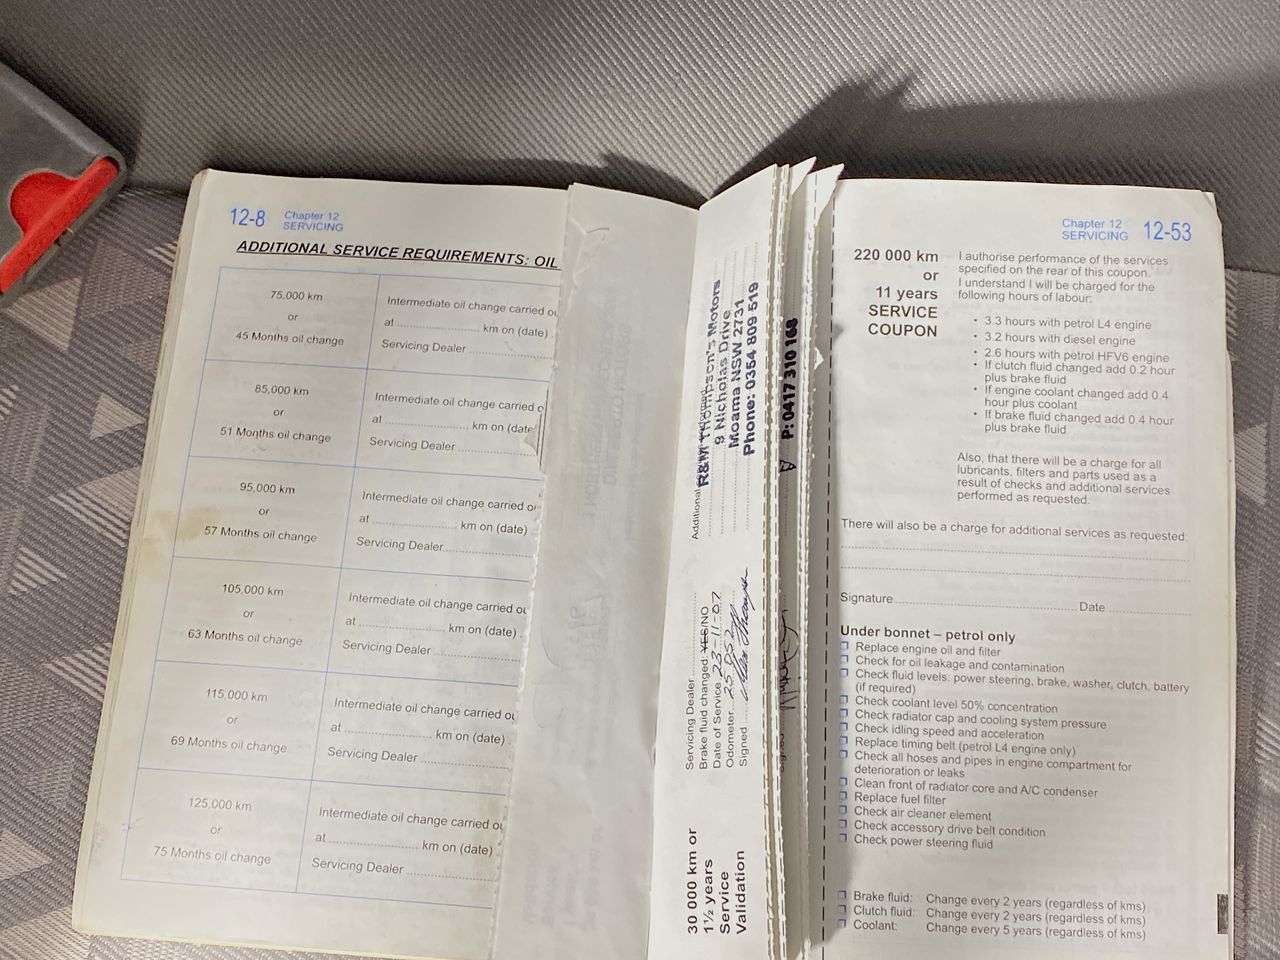 12-8 Chapter 12
SERVICING
ADDITIONAL SERVICE REQUIREMENTS: OIL
75,000 km
or
45 Months oil change
Intermediate oil change carried
at .................... km on (date)
Servicing Dealer ....................
85,000 km
or
51 Months oil change
Intermediate oil change carried
at .................... km on (date
Servicing Dealer ....................
95,000 km
or
57 Months oil change
Intermediate oil change carried
at .................... km on (date)
Servicing Dealer....................
105,000 km
or
63 Months oil change
Intermediate oil change carried
at .................... km on (date)
Servicing Dealer ....................
115,000 km
or
69 Months oil change
Intermediate oil change carried
at .................... km on (date)
Servicing Dealer ....................
125,000 km
or
75 Months oil change
Intermediate oil change carried
at .................... km on (date)
Servicing Dealer ....................
30 000 km or
1½ years
Service
Validation
Servicing Dealer....................
Brake fluid changed: YES/NO
Date of Service 23-11-07
Odometer
Signed
Additional
R&M Thompson's Motors
9 Nicholas Drive
Moama NSW 2731
Phone: 0354 809 519
P: 0417 310 168
Chapter 12
SERVICING 12-53
220 000 km
or
11 years
SERVICE
COUPON
I authorise performance of the services
specified on the rear of this coupon.
I understand I will be charged for the
following hours of labour:
• 3.3 hours with petrol L4 engine
• 3.2 hours with diesel engine
• 2.6 hours with petrol HFV6 engine
• If clutch fluid changed add 0.2 hour
plus brake fluid
• If engine coolant changed add 0.4
hour plus coolant
• If brake fluid changed add 0.4 hour
plus brake fluid
Also, that there will be a charge for all
lubricants, filters and parts used as a
result of checks and additional services
performed as requested.
There will also be a charge for additional services as requested:
Signature.................... Date ....................
Under bonnet – petrol only
Replace engine oil and filter
Check for oil leakage and contamination
Check fluid levels: power steering, brake, washer, clutch, battery
(if required)
Check coolant level 50% concentration
Check radiator cap and cooling system pressure
Check idling speed and acceleration
Replace timing belt (petrol L4 engine only)
Check all hoses and pipes in engine compartment for
deterioration or leaks
Clean front of radiator core and A/C condenser
Replace fuel filter
Check air cleaner element
Check accessory drive belt condition
Check power steering fluid
Brake fluid: Change every 2 years (regardless of kms)
Clutch fluid: Change every 2 years (regardless of kms)
Coolant: Change every 5 years (regardless of kms)